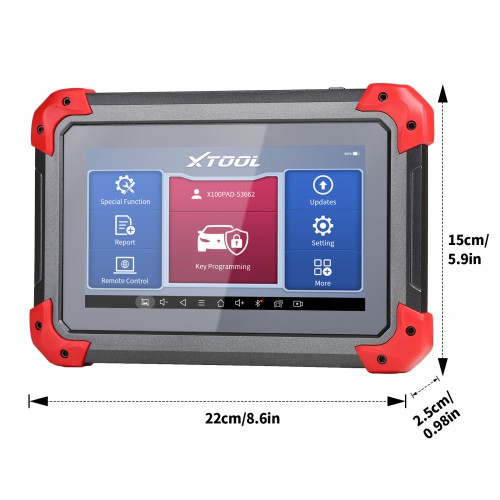 XTOOL
Special Function
Report
Remote Control
X100PAD-53662
Key Programming
Updates
Setting
More
15cm/
5.9in
22cm/8.6in
2.5cm/
0.98in